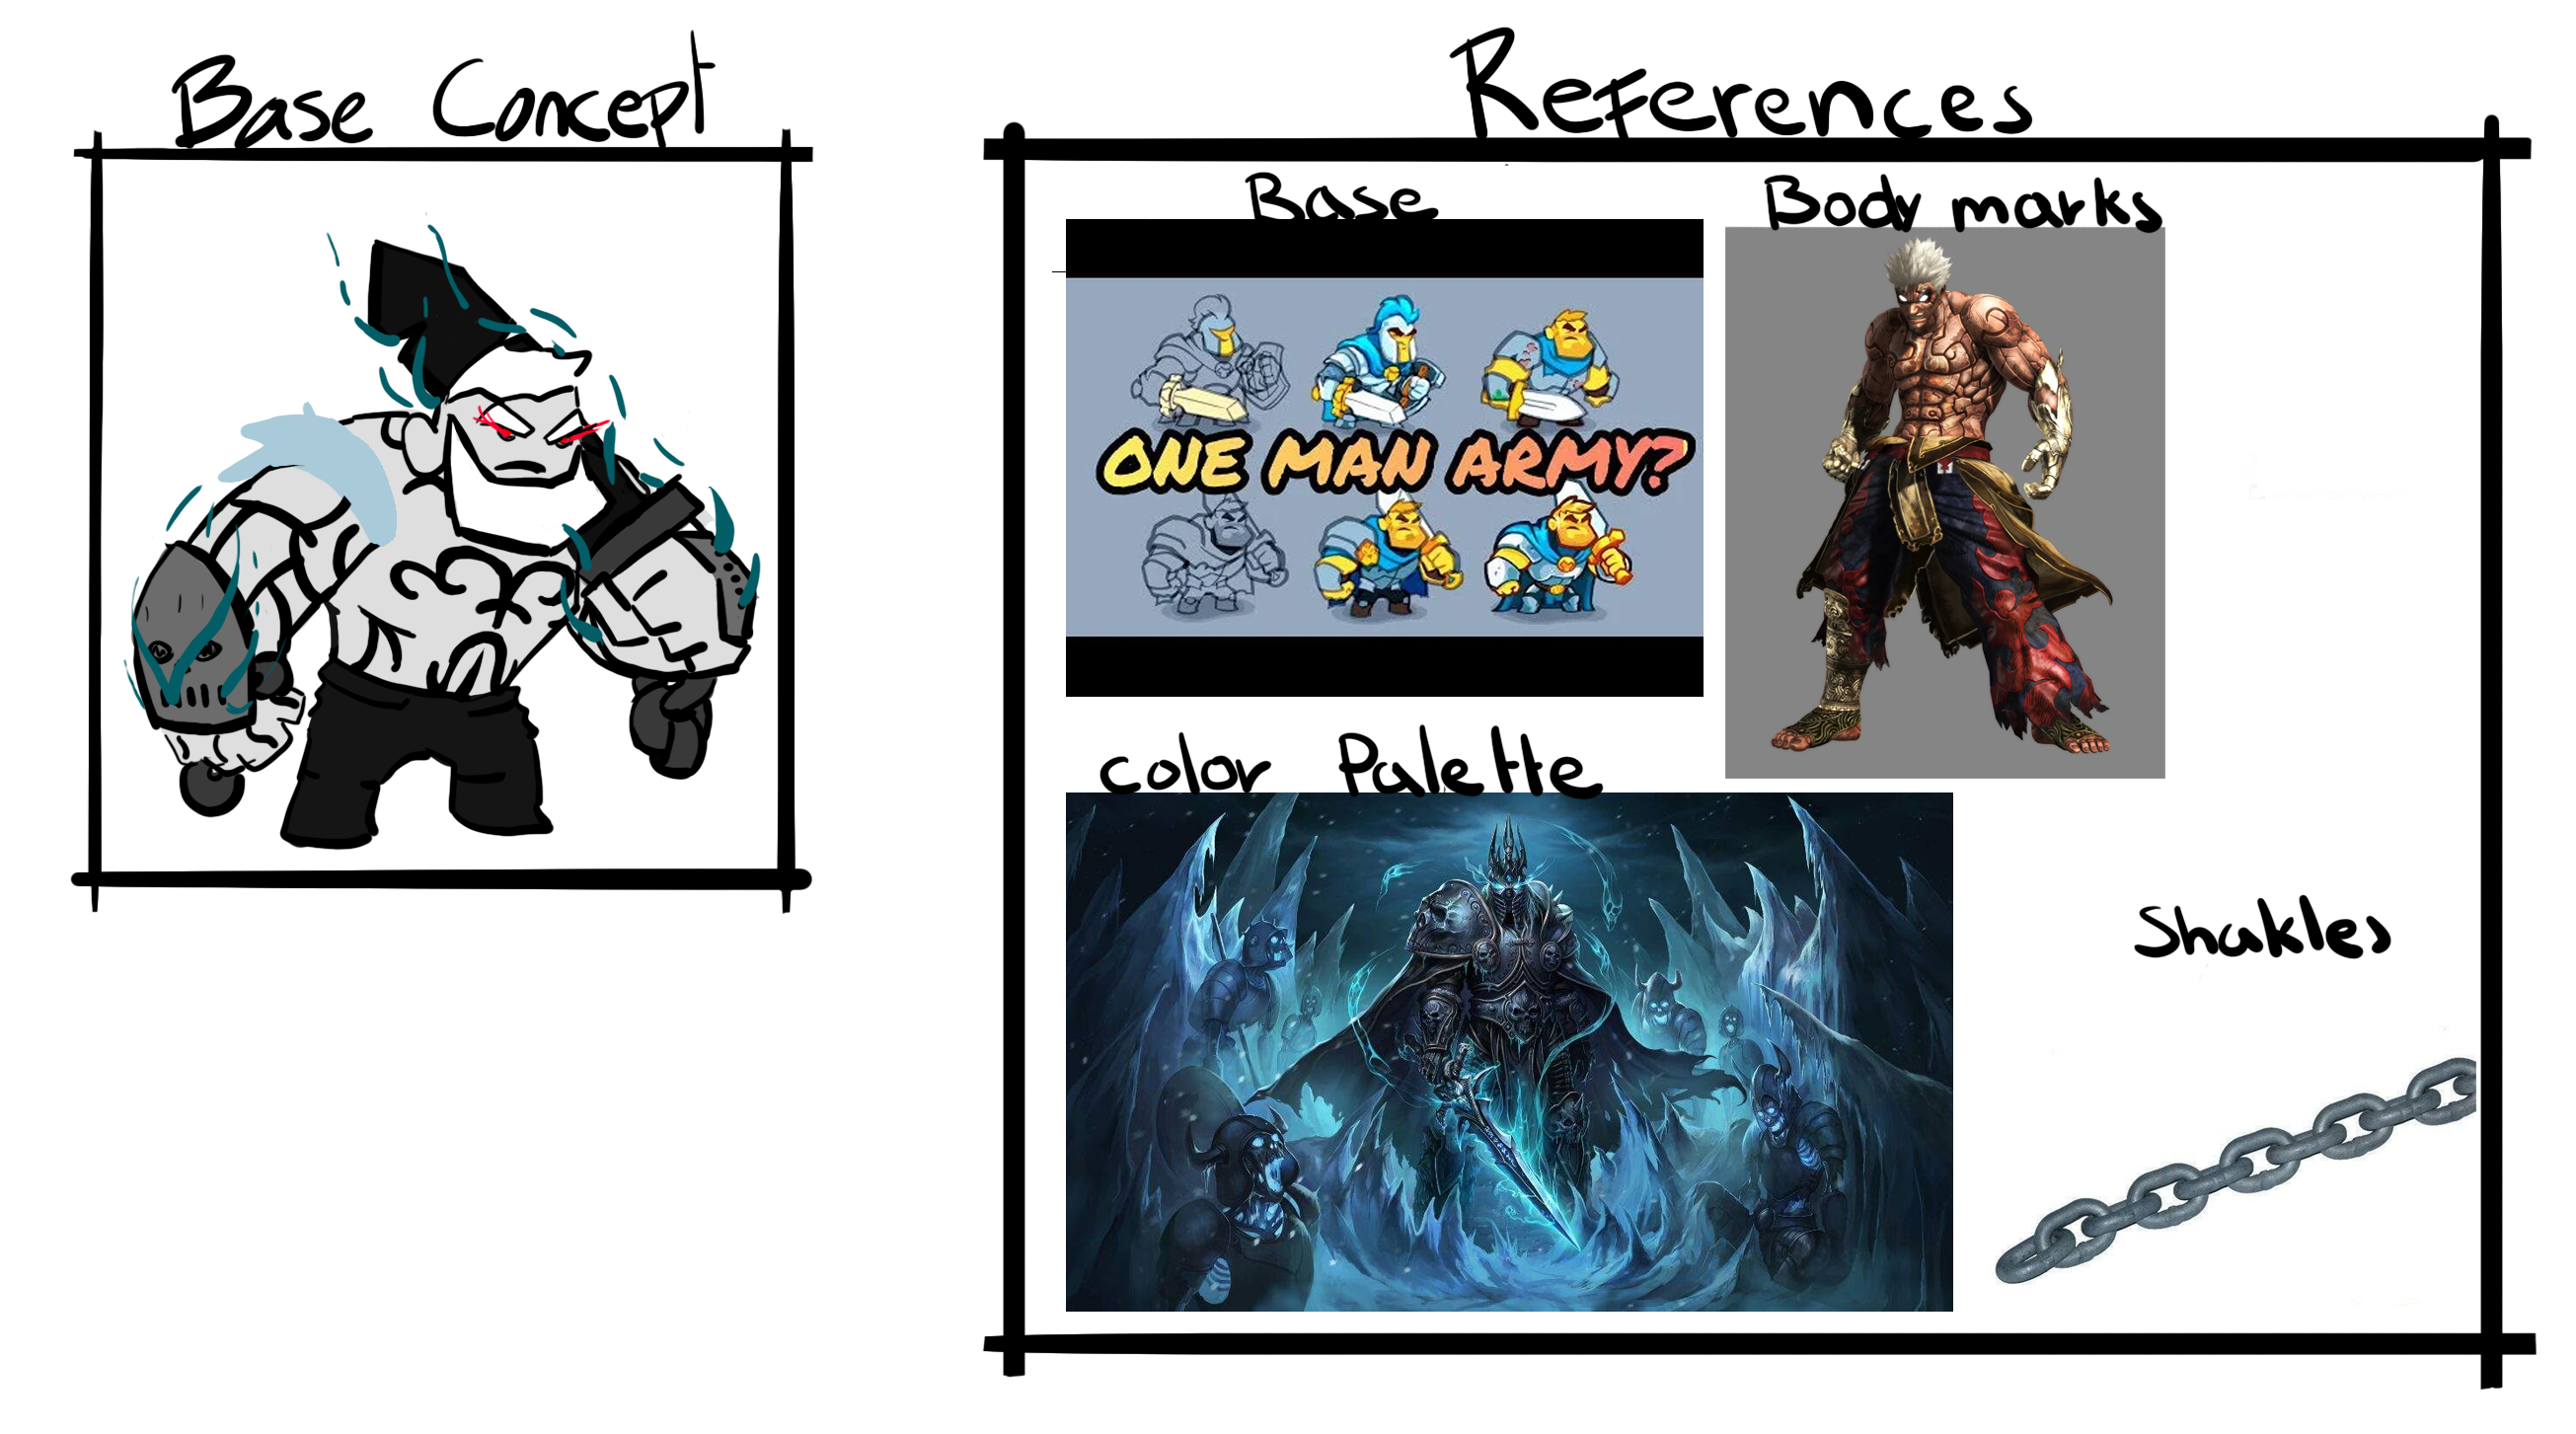 Base Concept
References
Base
Body marks
ONE MAN ARMY?
color Palette
Shakles